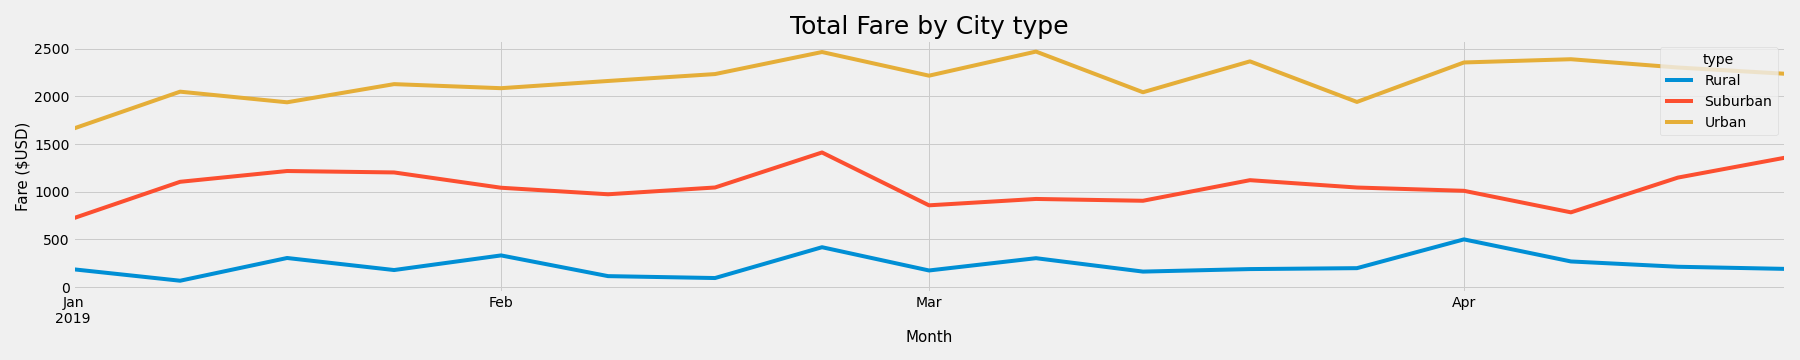 Total Fare by City type
2500
2000
1500
1000
500
0
Fare ($USD)
type
Rural
Suburban
Urban
Jan
2019
Feb
Mar
Apr
Month